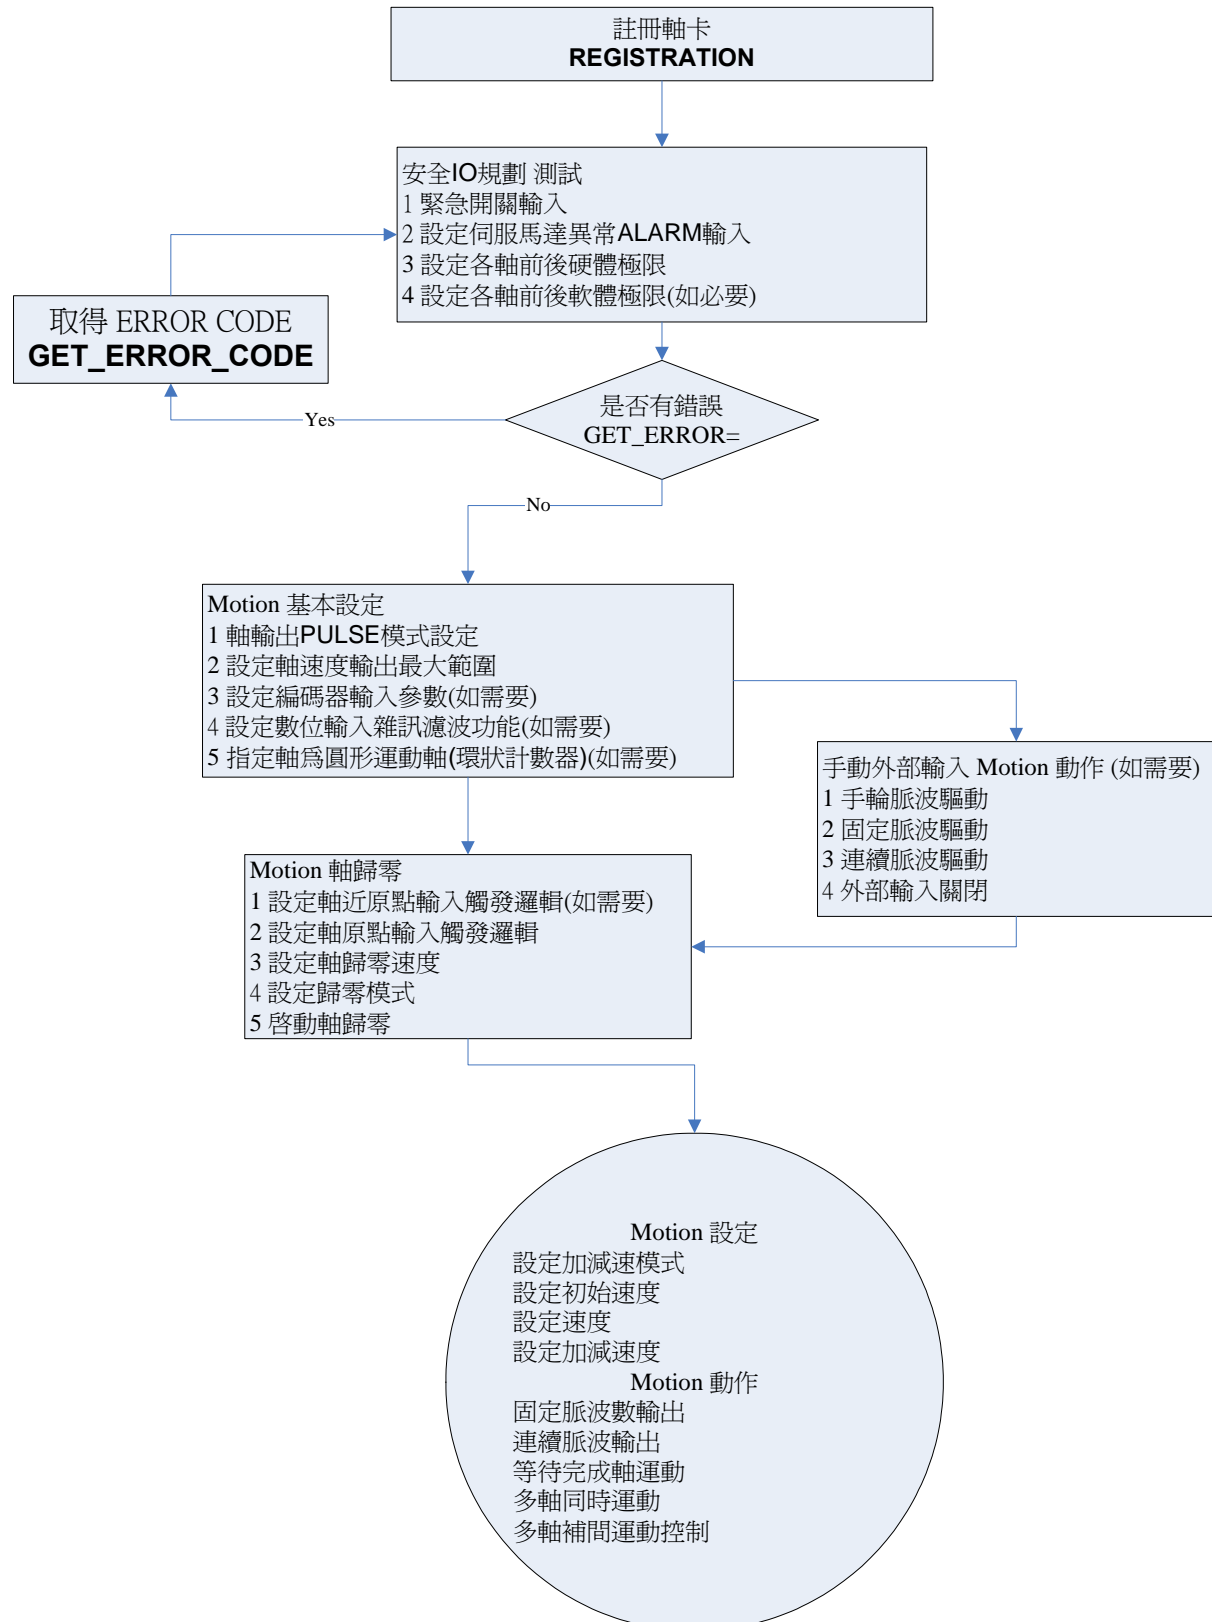 註冊軸卡
REGISTRATION
安全IO規劃 測試
1 緊急開關輸入
2 設定伺服馬達異常ALARM輸入
3 設定各軸前後硬體極限
4 設定各軸前後軟體極限(如必要)
取得 ERROR CODE
GET_ERROR_CODE
是否有錯誤
GET_ERROR=
Yes
No
Motion 基本設定
1 軸輸出PULSE模式設定
2 設定軸速度輸出最大範圍
3 設定編碼器輸入參數(如需要)
4 設定數位輸入雜訊濾波功能(如需要)
5 指定軸為圓形運動軸(環狀計數器)(如需要)
手動外部輸入 Motion 動作 (如需要)
1 手輪脈波驅動
2 固定脈波驅動
3 連續脈波驅動
4 外部輸入關閉
Motion 軸歸零
1 設定軸近原點輸入觸發邏輯(如需要)
2 設定軸原點輸入觸發邏輯
3 設定軸歸零速度
4 設定歸零模式
5 啓動軸歸零
Motion 設定
設定加減速模式
設定初始速度
設定速度
設定加減速度
Motion 動作
固定脈波數輸出
連續脈波輸出
等待完成軸運動
多軸同時運動
多軸補間運動控制